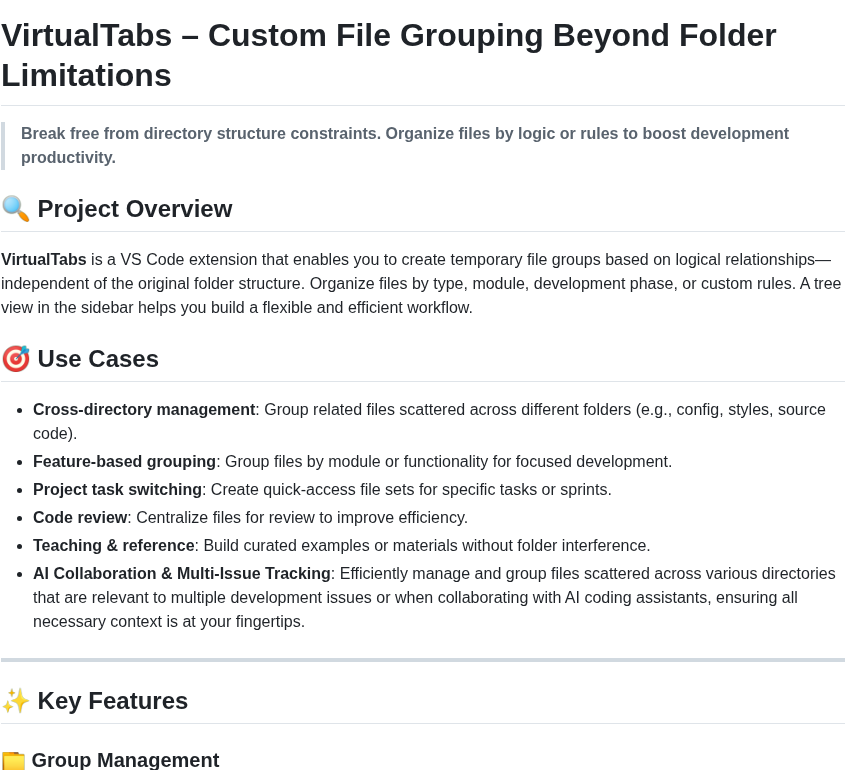 VirtualTabs – Custom File Grouping Beyond Folder
Limitations
Break free from directory structure constraints. Organize files by logic or rules to boost development
productivity.
🔍 Project Overview
VirtualTabs is a VS Code extension that enables you to create temporary file groups based on logical relationships—
independent of the original folder structure. Organize files by type, module, development phase, or custom rules. A tree
view in the sidebar helps you build a flexible and efficient workflow.
🎯 Use Cases
• Cross-directory management: Group related files scattered across different folders (e.g., config, styles, source
code).
• Feature-based grouping: Group files by module or functionality for focused development.
• Project task switching: Create quick-access file sets for specific tasks or sprints.
• Code review: Centralize files for review to improve efficiency.
• Teaching & reference: Build curated examples or materials without folder interference.
• AI Collaboration & Multi-Issue Tracking: Efficiently manage and group files scattered across various directories
that are relevant to multiple development issues or when collaborating with AI coding assistants, ensuring all
necessary context is at your fingertips.
✨ Key Features
🗂️ Group Management